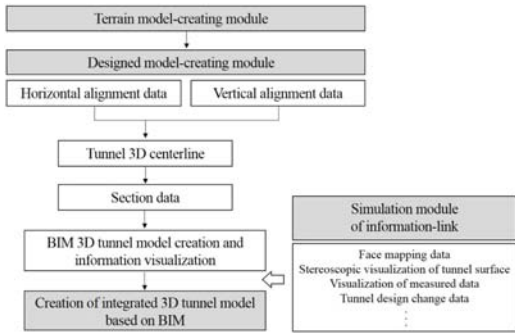 Terrain model-creating module
Designed model-creating module
Horizontal alignment data
Vertical alignment data
Tunnel 3D centerline
Section data
BIM 3D tunnel model creation and
information visualization
Creation of integrated 3D tunnel model
based on BIM
Simulation module
of information-link
Face mapping data
Stereoscopic visualization of tunnel surface
Visualization of measured data
Tunnel design change data
⋮